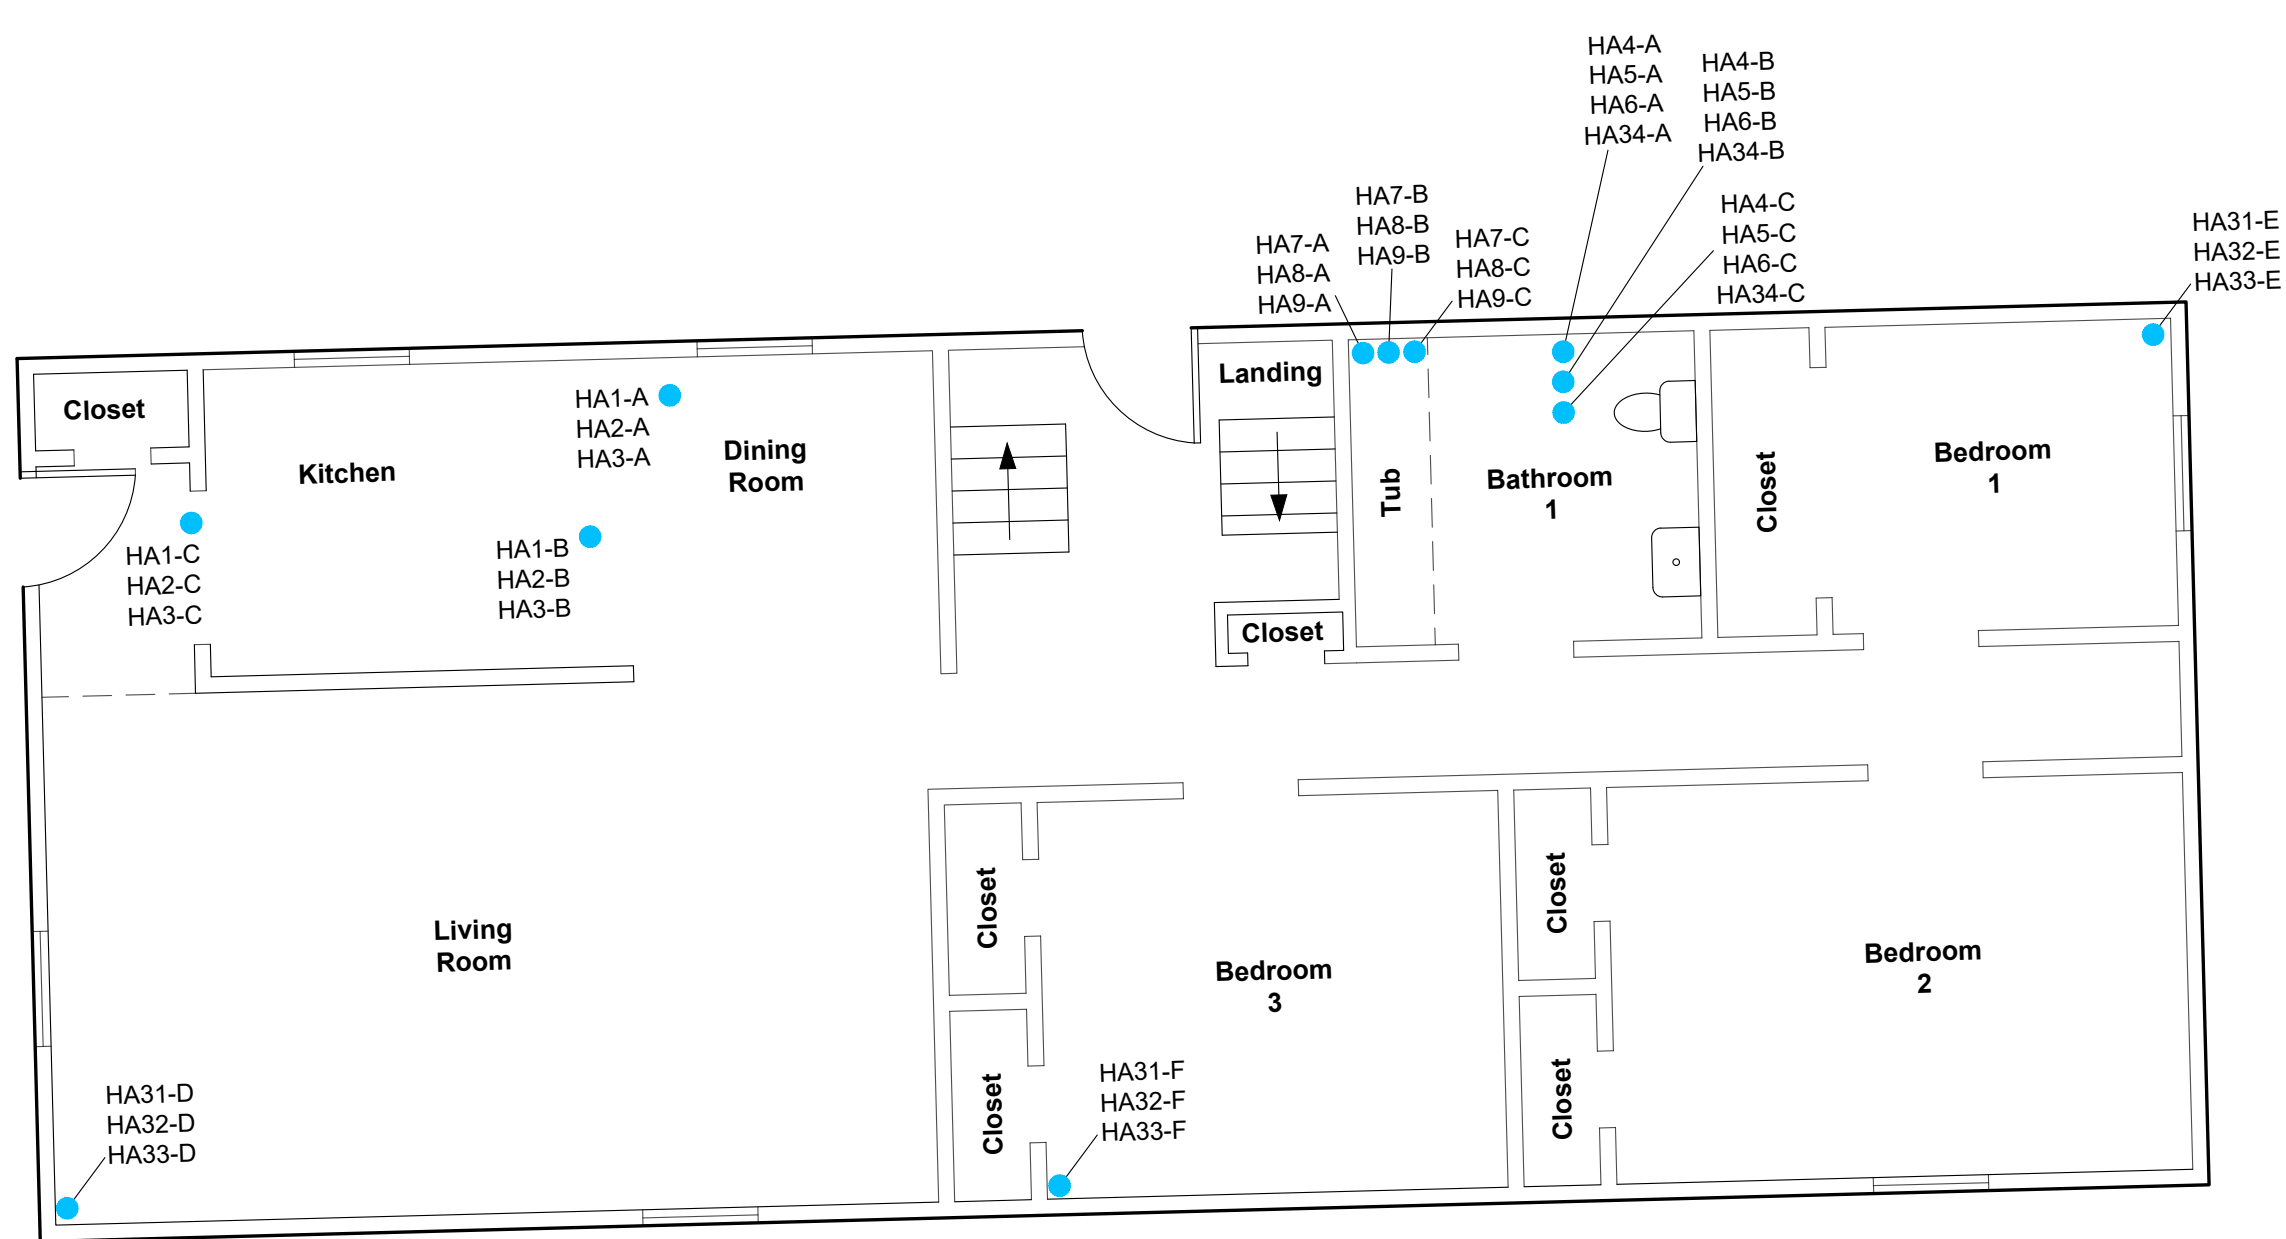 HA4-A
HA5-A
HA6-A
HA34-A
HA4-B
HA5-B
HA6-B
HA34-B
HA7-A
HA8-A
HA9-A
HA7-B
HA8-B
HA9-B
HA7-C
HA8-C
HA9-C
HA4-C
HA5-C
HA6-C
HA34-C
HA31-E
HA32-E
HA33-E
Closet
Kitchen
HA1-A
HA2-A
HA3-A
Dining
Room
Landing
Tub
Bathroom
1
Closet
Bedroom
1
HA1-C
HA2-C
HA3-C
HA1-B
HA2-B
HA3-B
Closet
Living
Room
Closet
Bedroom
3
Closet
Bedroom
2
HA31-D
HA32-D
HA33-D
Closet
HA31-F
HA32-F
HA33-F
Closet